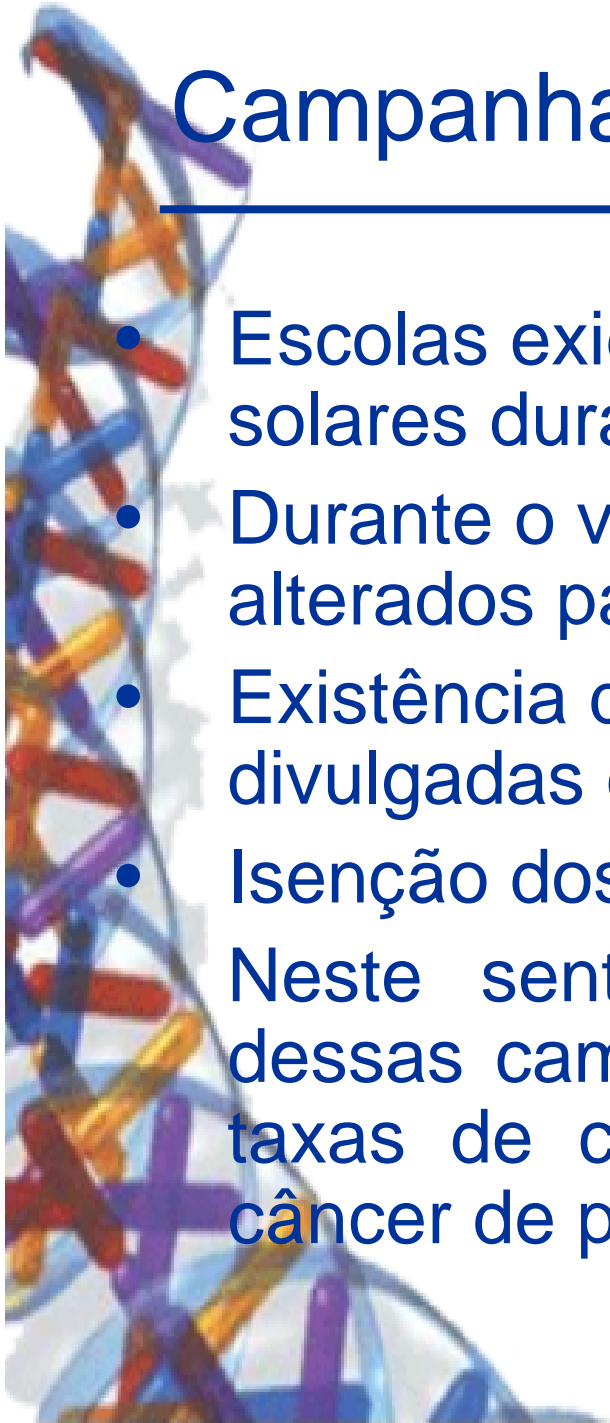 Campanha
• Escolas exi
solares dura
• Durante o v
alterados pa
• Existência
divulgadas
• Isenção dos
Neste sent
dessas cam
taxas de c
câncer de p